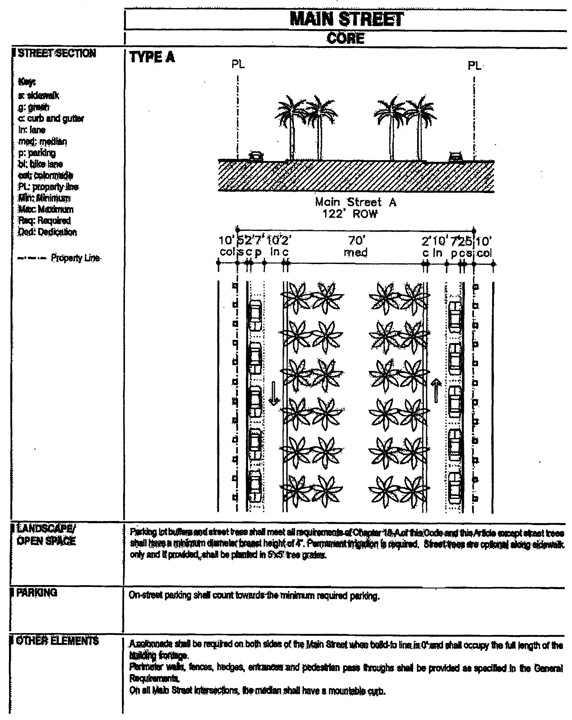 MAIN STREET
CORE
STREET SECTION
Key:
s: sidewalk
g: green
c: curb and gutter
ln: lane
med: median
p: parking
bl: bike lane
col: colonnade
PL: property line
Min: Minimum
Max: Maximum
Req: Required
Ded: Dedication
Property Line
TYPE A
PL
PL
Main Street A
122' ROW
10' 5' 2' 7' 10' 2' 70' 2' 10' 7' 2 5 10'
col s c p ln c med c ln p c s col
LANDSCAPE/
OPEN SPACE
Parking lot buffers and street trees shall meet all requirements of Chapter 18-A of this Code and this Article except street trees
shall have a minimum diameter breast height of 4". Permanent irrigation is required. Street trees are optional along sidewalk
only and if provided, shall be planted in 5'x5' tree grates.
PARKING
On-street parking shall count towards the minimum required parking.
OTHER ELEMENTS
A colonnade shall be required on both sides of the Main Street when build-to line is 0' and shall occupy the full length of the
building frontage.
Perimeter walls, fences, hedges, entrances and pedestrian pass throughs shall be provided as specified in the General
Requirements.
On all Main Street intersections, the median shall have a mountable curb.